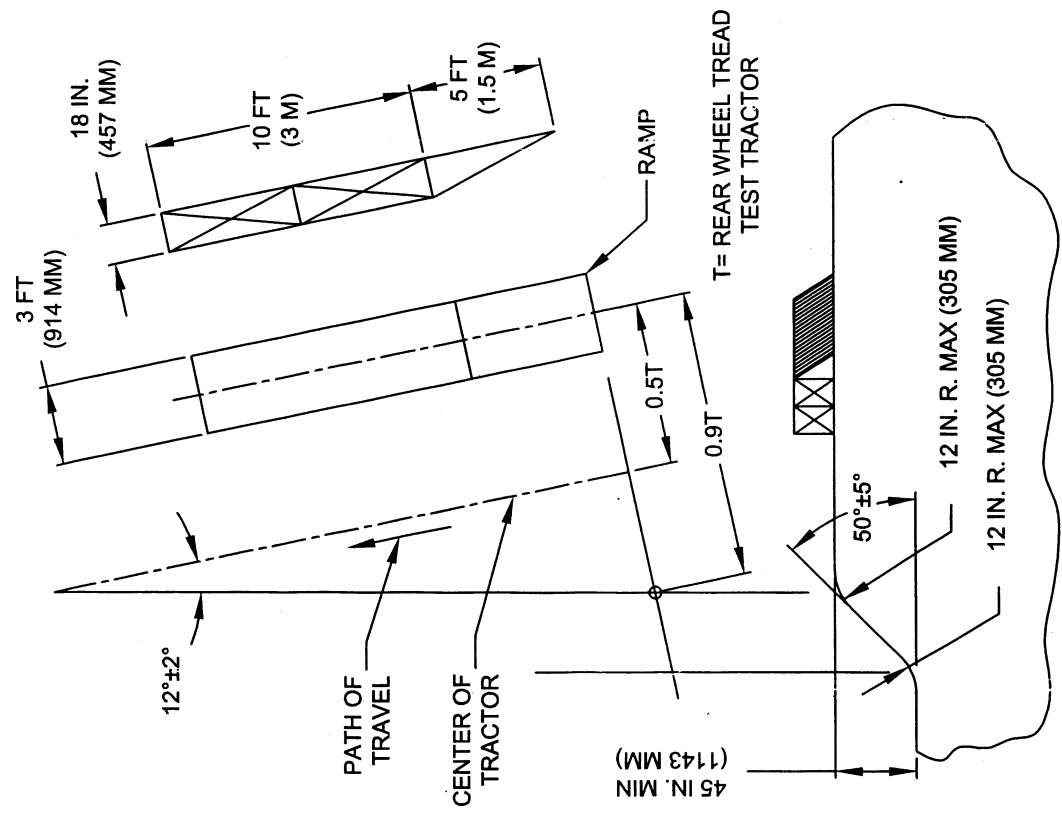 18 IN.
(457 MM)
3 FT
(914 MM)
10 FT
(3 M)
5 FT
(1.5 M)
RAMP
T= REAR WHEEL TREAD
TEST TRACTOR
0.5T
0.9T
12°±2°
PATH OF
TRAVEL
CENTER OF
TRACTOR
50°±5°
12 IN. R. MAX (305 MM)
12 IN. R. MAX (305 MM)
45 IN. MIN
(1143 MM)